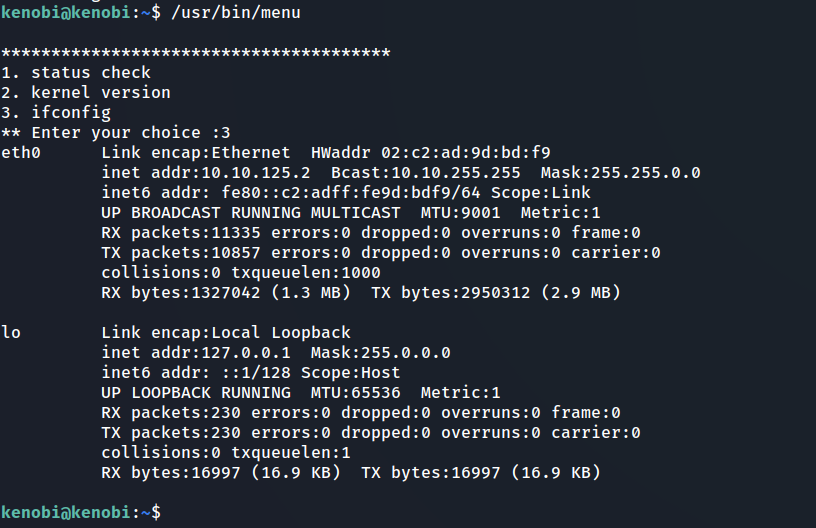 kenobi@kenobi:~$ /usr/bin/menu
***************************************
1. status check
2. kernel version
3. ifconfig
** Enter your choice :3
eth0      Link encap:Ethernet  HWaddr 02:c2:ad:9d:bd:f9
          inet addr:10.10.125.2  Bcast:10.10.255.255  Mask:255.255.0.0
          inet6 addr: fe80::c2:adff:fe9d:bdf9/64 Scope:Link
          UP BROADCAST RUNNING MULTICAST  MTU:9001  Metric:1
          RX packets:11335 errors:0 dropped:0 overruns:0 frame:0
          TX packets:10857 errors:0 dropped:0 overruns:0 carrier:0
          collisions:0 txqueuelen:1000
          RX bytes:1327042 (1.3 MB)  TX bytes:2950312 (2.9 MB)
lo        Link encap:Local Loopback
          inet addr:127.0.0.1  Mask:255.0.0.0
          inet6 addr: ::1/128 Scope:Host
          UP LOOPBACK RUNNING  MTU:65536  Metric:1
          RX packets:230 errors:0 dropped:0 overruns:0 frame:0
          TX packets:230 errors:0 dropped:0 overruns:0 carrier:0
          collisions:0 txqueuelen:1
          RX bytes:16997 (16.9 KB)  TX bytes:16997 (16.9 KB)
kenobi@kenobi:~$